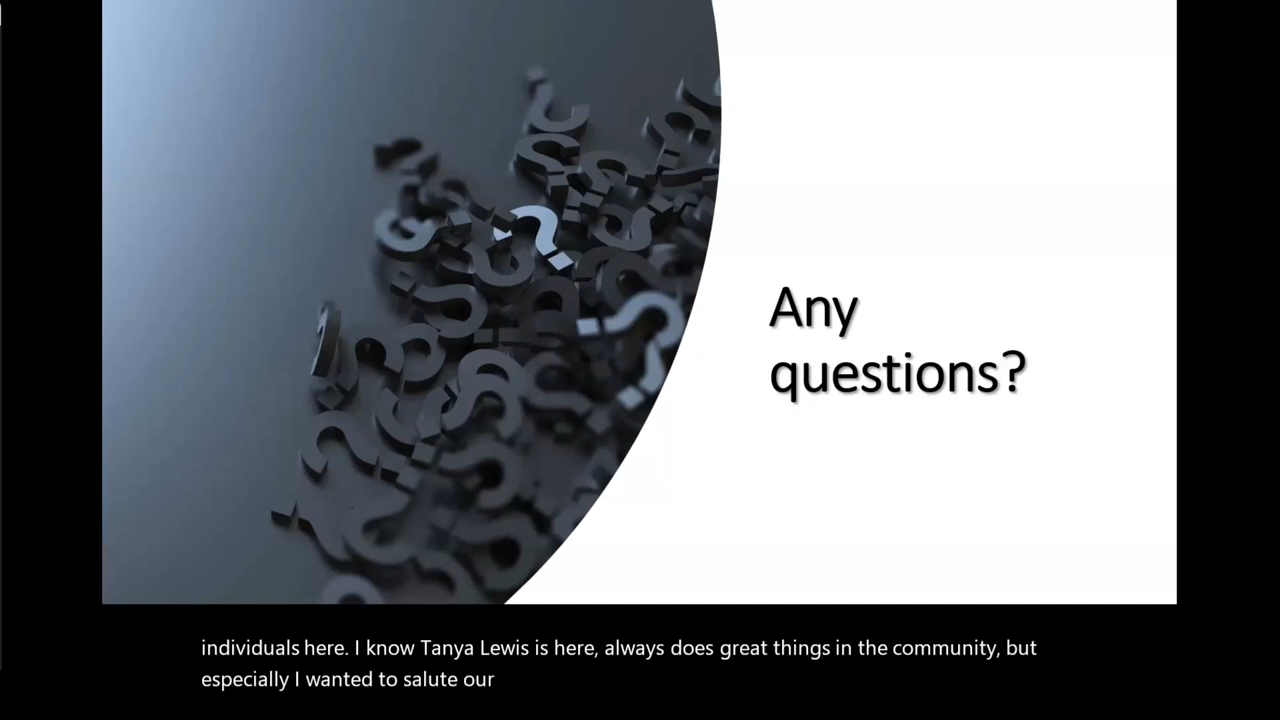 Any
questions?
individuals here. I know Tanya Lewis is here, always does great things in the community, but
especially I wanted to salute our